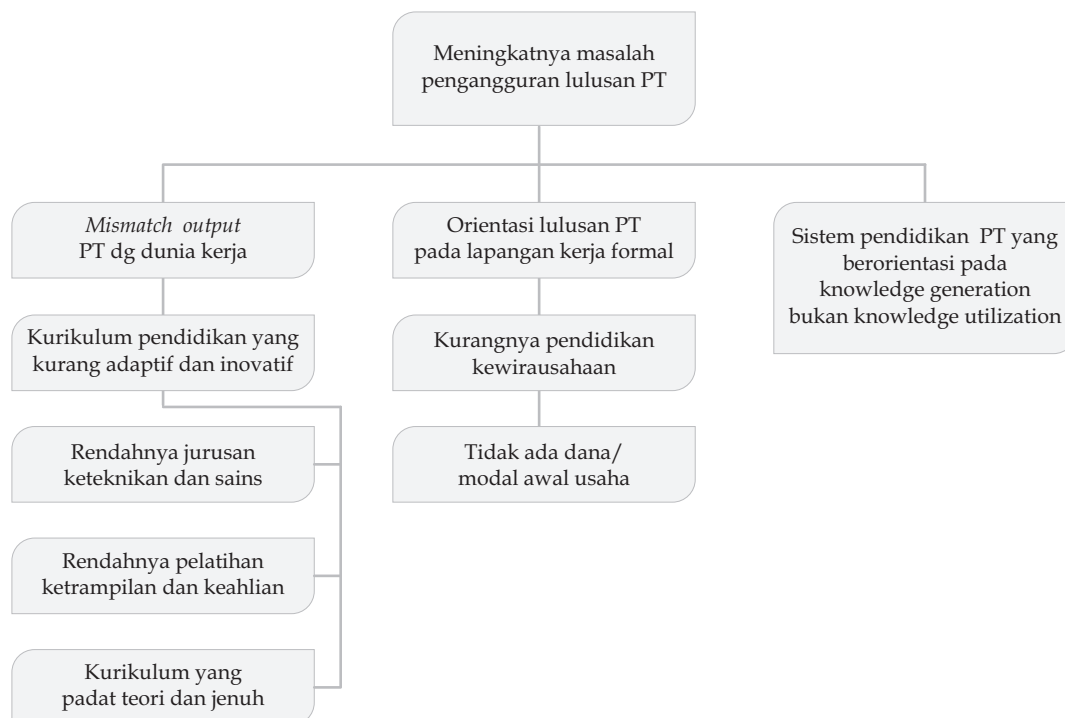 Meningkatnya masalah
pengangguran lulusan PT
Mismatch output
PT dg dunia kerja
Orientasi lulusan PT
pada lapangan kerja formal
Sistem pendidikan PT yang
berorientasi pada
knowledge generation
bukan knowledge utilization
Kurikulum pendidikan yang
kurang adaptif dan inovatif
Kurangnya pendidikan
kewirausahaan
Rendahnya jurusan
keteknikan dan sains
Tidak ada dana/
modal awal usaha
Rendahnya pelatihan
ketrampilan dan keahlian
Kurikulum yang
padat teori dan jenuh